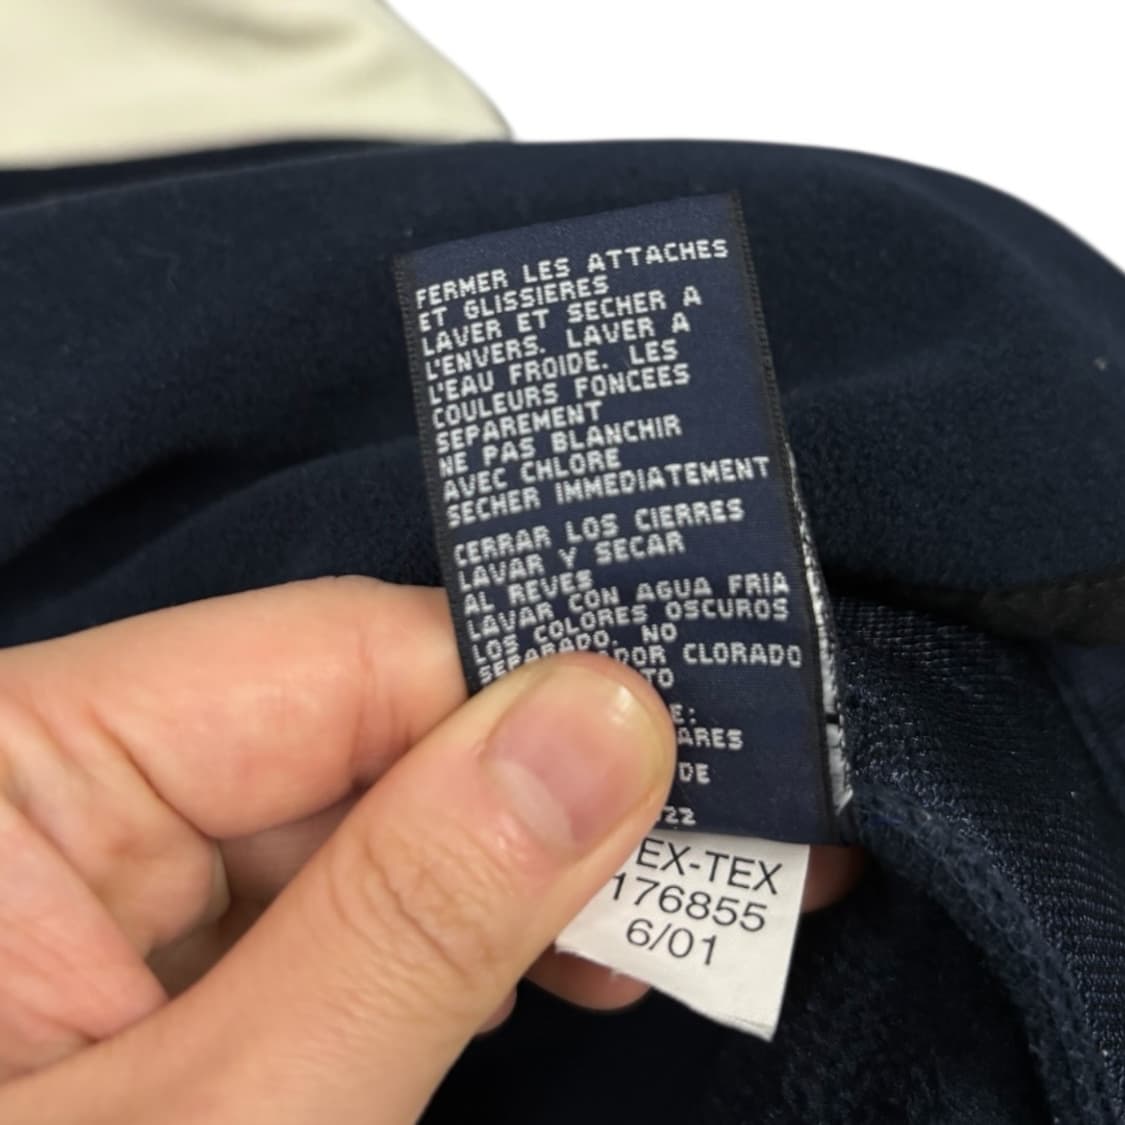 FERMER LES ATTACHES
ET GLISSIERES
LAVER ET SECHER A
L'ENVERS. LAVER A
L'EAU FROIDE. LES
COULEURS FONCEES
SEPAREMENT
NE PAS BLANCHIR
AVEC CHLORE
SECHER IMMEDIATEMENT
CERRAR LOS CIERRES
LAVAR Y SECAR
AL REVES
LAVAR CON AGUA FRIA
LOS COLORES OSCUROS
SEPARADO. NO
CLORADO
DE
EX-TEX
176855
6/01